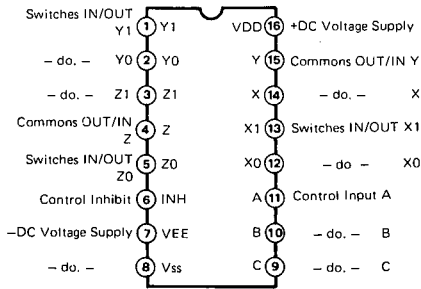 Switches IN/OUT
Y1 1 Y1
– do. – Y0 2 Y0
– do. – Z1 3 Z1
Commons OUT/IN
Z 4 Z
Switches IN/OUT
Z0 5 Z0
Control Inhibit 6 INH
–DC Voltage Supply 7 VEE
– do. – 8 Vss
VDD 16 +DC Voltage Supply
Y 15 Commons OUT/IN Y
X 14 – do. – X
X1 13 Switches IN/OUT X1
X0 12 – do – X0
A 11 Control Input A
B 10 – do. – B
C 9 – do. – C